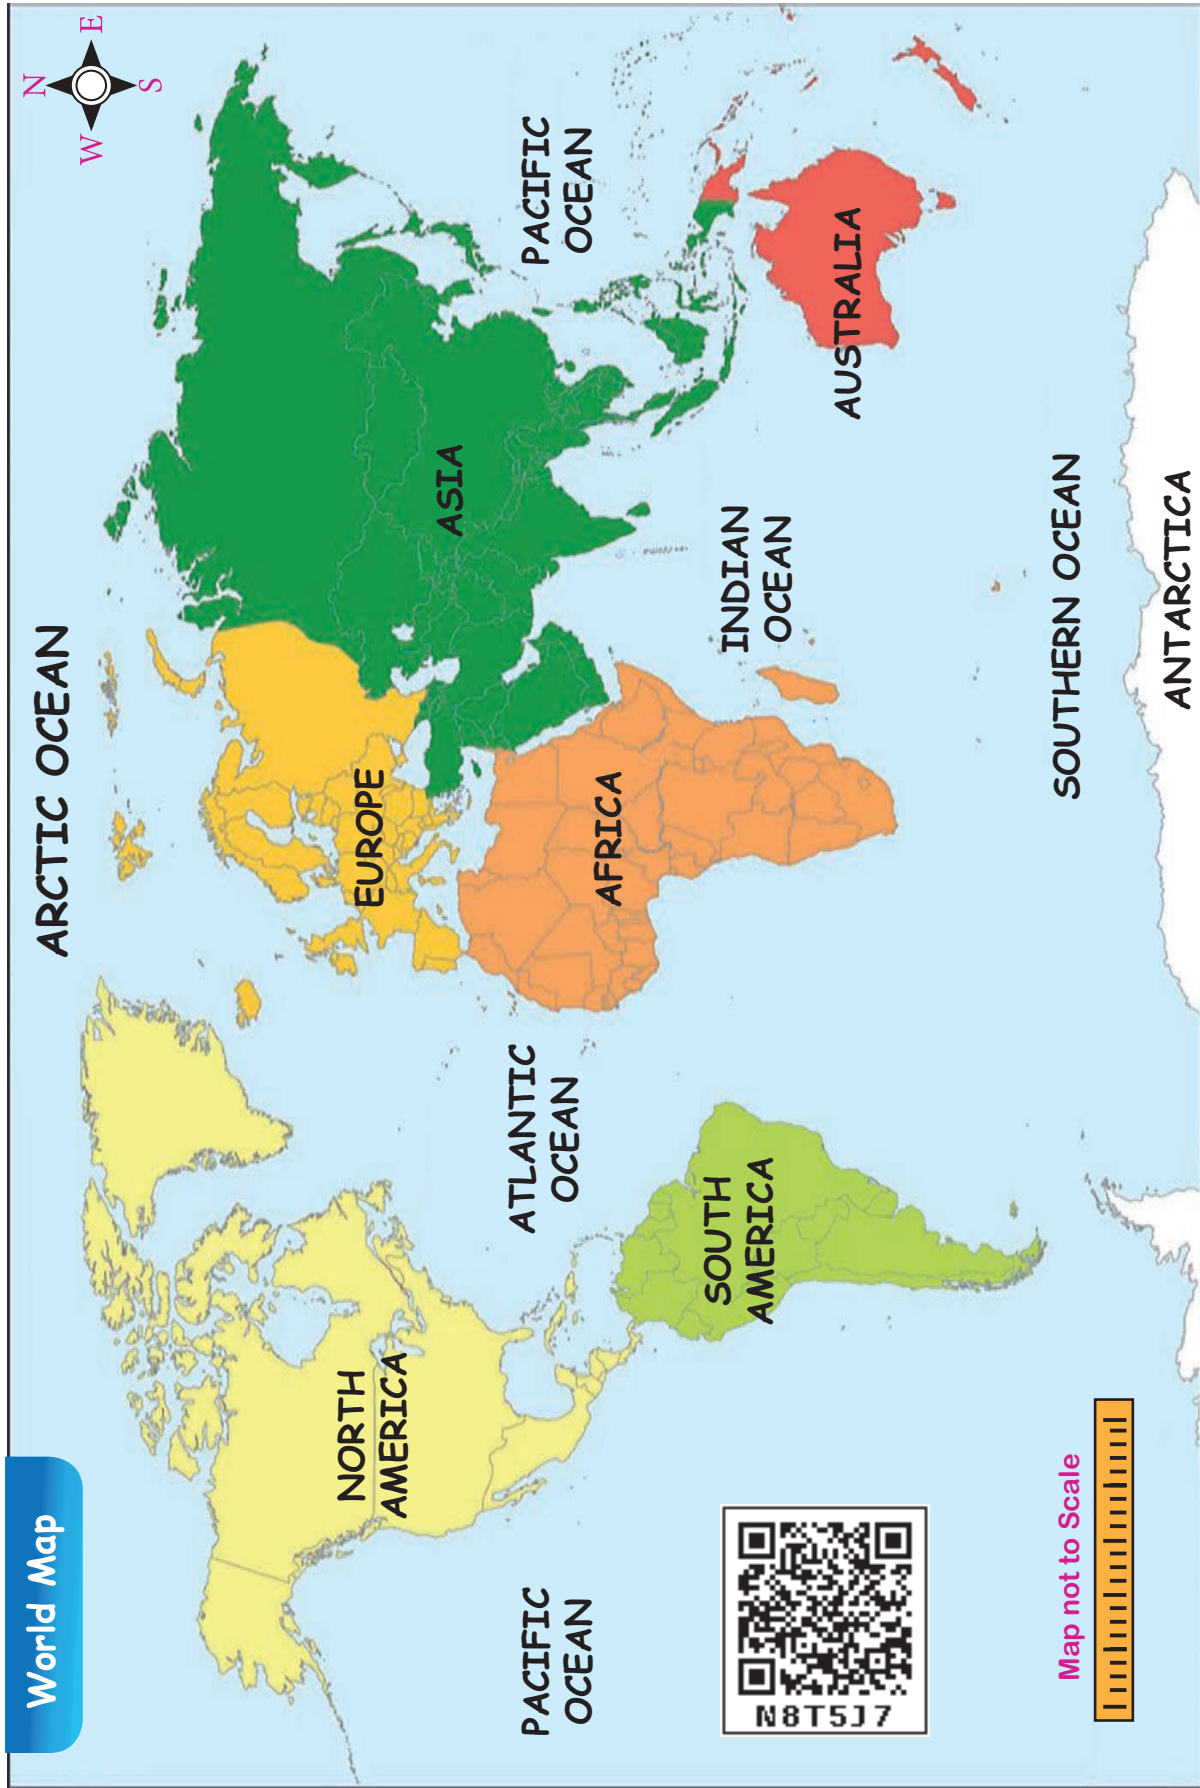 World Map
ARCTIC OCEAN
N
W
E
S
NORTH
AMERICA
EUROPE
ASIA
PACIFIC
OCEAN
ATLANTIC
OCEAN
AFRICA
PACIFIC
OCEAN
SOUTH
AMERICA
INDIAN
OCEAN
AUSTRALIA
N8T5J7
SOUTHERN OCEAN
Map not to Scale
ANTARCTICA